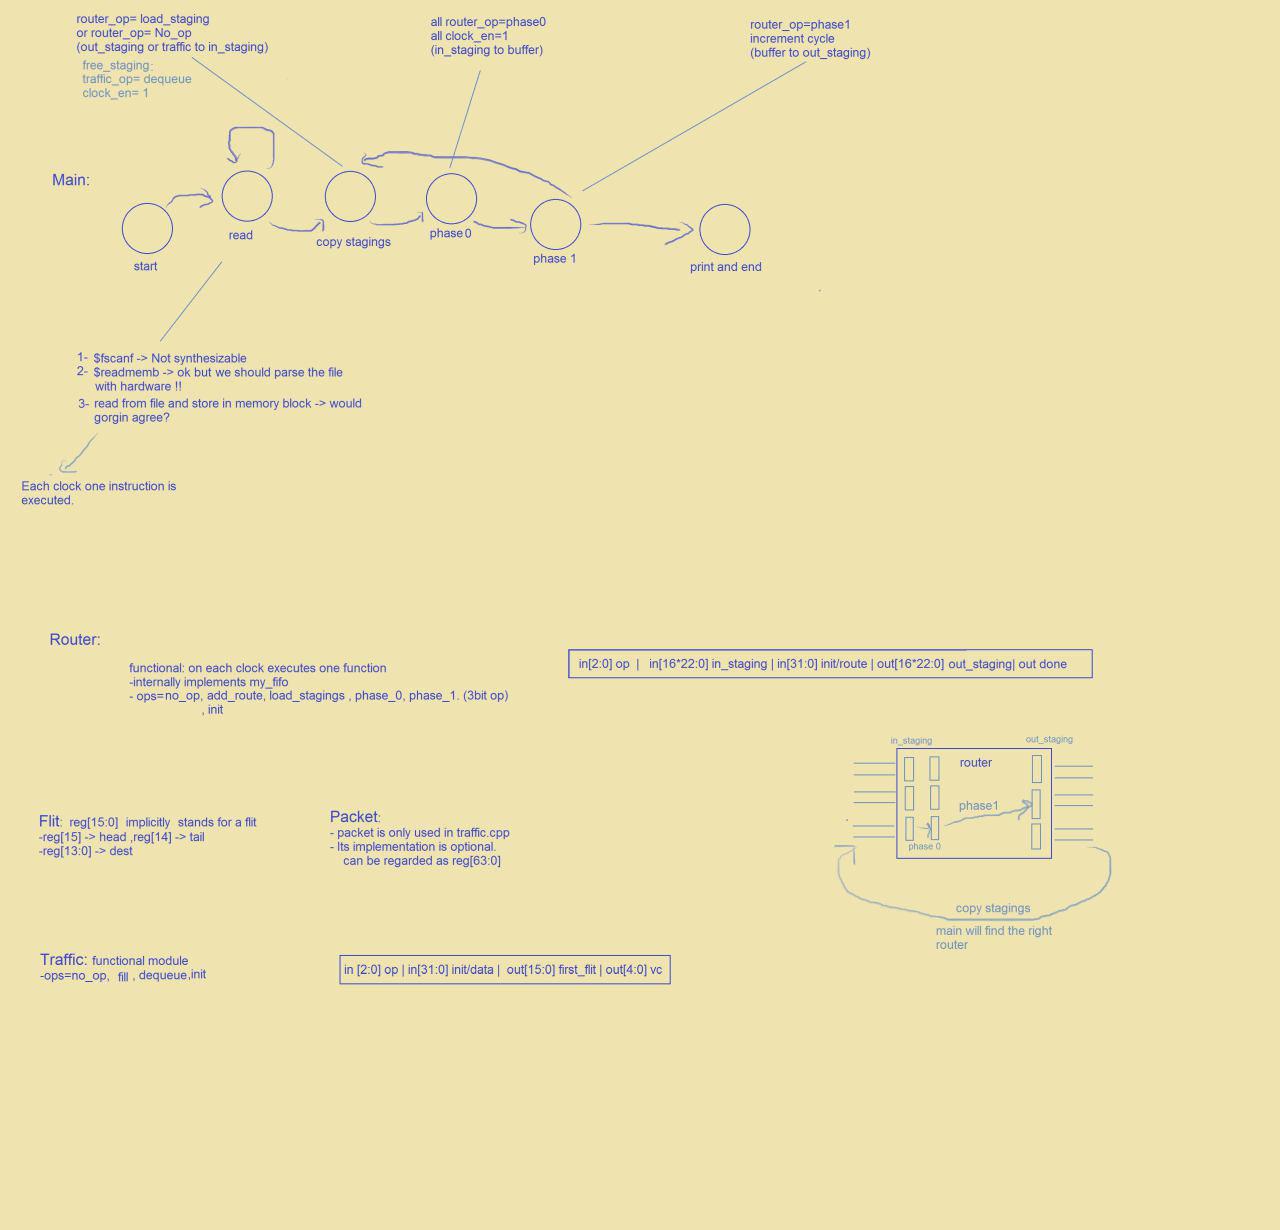 router_op= load_staging
or router_op= No_op
(out_staging or traffic to in_staging)
free_staging:
traffic_op= dequeue
clock_en= 1
all router_op=phase0
all clock_en=1
(in_staging to buffer)
router_op=phase1
increment cycle
(buffer to out_staging)
Main:
start
read
copy stagings
phase0
phase 1
print and end
1- $fscanf -> Not synthesizable
2- $readmemb -> ok but we should parse the file
with hardware !!
3- read from file and store in memory block -> would
gorgin agree?
Each clock one instruction is
executed.
Router:
functional: on each clock executes one function
-internally implements my_fifo
- ops=no_op, add_route, load_stagings , phase_0, phase_1. (3bit op)
, init
in[2:0] op | in[16*22:0] in_staging | in[31:0] init/route | out[16*22:0] out_staging| out done
in_staging
out_staging
router
phase1
phase 0
copy stagings
main will find the right
router
Flit: reg[15:0] implicitly stands for a flit
-reg[15] -> head ,reg[14] -> tail
-reg[13:0] -> dest
Packet:
- packet is only used in traffic.cpp
- Its implementation is optional.
can be regarded as reg[63:0]
Traffic: functional module
-ops=no_op, fill , dequeue,init
in [2:0] op | in[31:0] init/data | out[15:0] first_flit | out[4:0] vc